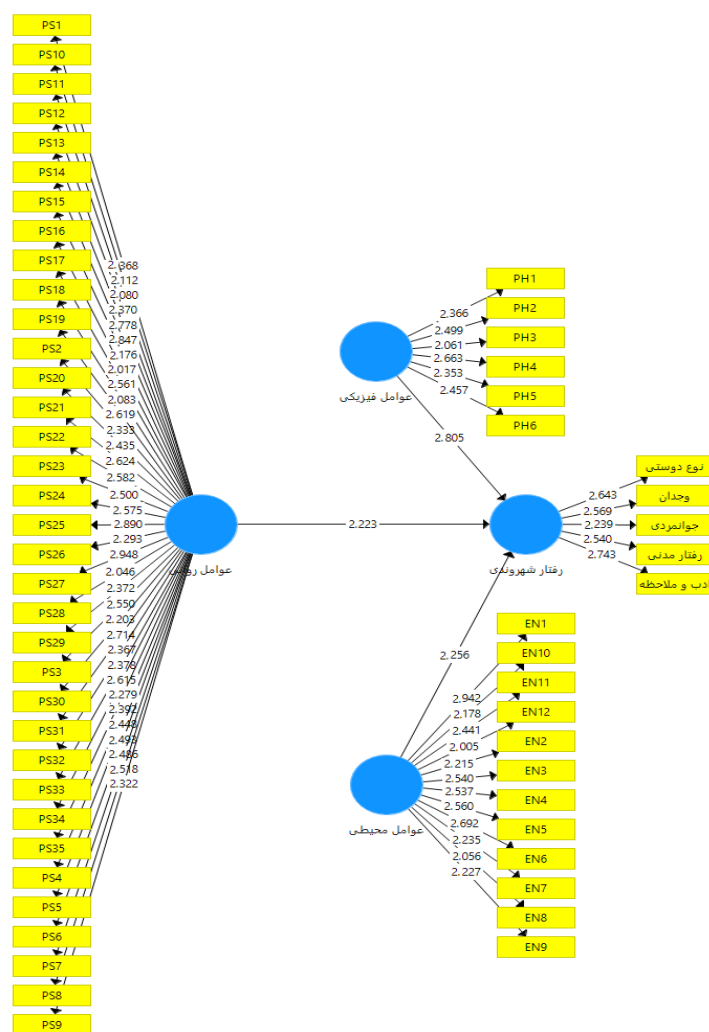 PS1
PS10
PS11
PS12
PS13
PS14
PS15
PS16
PS17
PS18
PS19
PS2
PS20
PS21
PS22
PS23
PS24
PS25
PS26
PS27
PS28
PS29
PS3
PS30
PS31
PS32
PS33
PS34
PS35
PS4
PS5
PS6
PS7
PS8
PS9
2.368
2.112
2.080
2.370
2.778
2.847
2.176
2.017
2.561
2.083
2.619
2.333
2.435
2.624
2.582
2.500
2.575
2.890
2.293
2.948
2.046
2.372
2.550
2.203
2.714
2.367
2.378
2.615
2.279
2.392
2.448
2.493
2.486
2.518
2.322
عوامل روانی
2.223
عوامل فیزیکی
2.366
2.499
2.061
2.663
2.353
2.457
PH1
PH2
PH3
PH4
PH5
PH6
2.805
رفتار شهروندی
2.643
2.569
2.239
2.540
2.743
نوع دوستی
وجدان
جوانمردی
رفتار مدنی
ادب و ملاحظه
2.256
عوامل محیطی
2.942
2.178
2.441
2.005
2.215
2.540
2.537
2.560
2.692
2.235
2.056
2.227
EN1
EN10
EN11
EN12
EN2
EN3
EN4
EN5
EN6
EN7
EN8
EN9